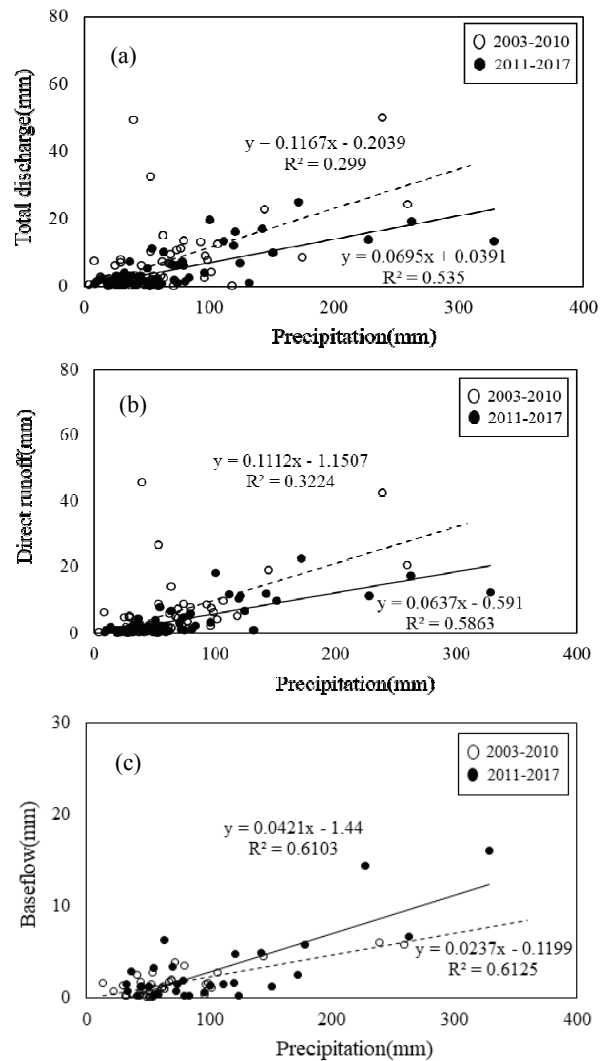 80
60
40
20
0
Total discharge(mm)
(a)
2003-2010
2011-2017
y = 0.1167x - 0.2039
R² = 0.299
y = 0.0695x + 0.0391
R² = 0.535
0 100 200 300 400
Precipitation(mm)
80
60
40
20
0
Direct runoff(mm)
(b)
2003-2010
2011-2017
y = 0.1112x - 1.1507
R² = 0.3224
y = 0.0637x - 0.591
R² = 0.5863
0 100 200 300 400
Precipitation(mm)
30
20
10
0
Baseflow(mm)
(c)
2003-2010
2011-2017
y = 0.0421x - 1.44
R² = 0.6103
y = 0.0237x - 0.1199
R² = 0.6125
0 100 200 300 400
Precipitation(mm)